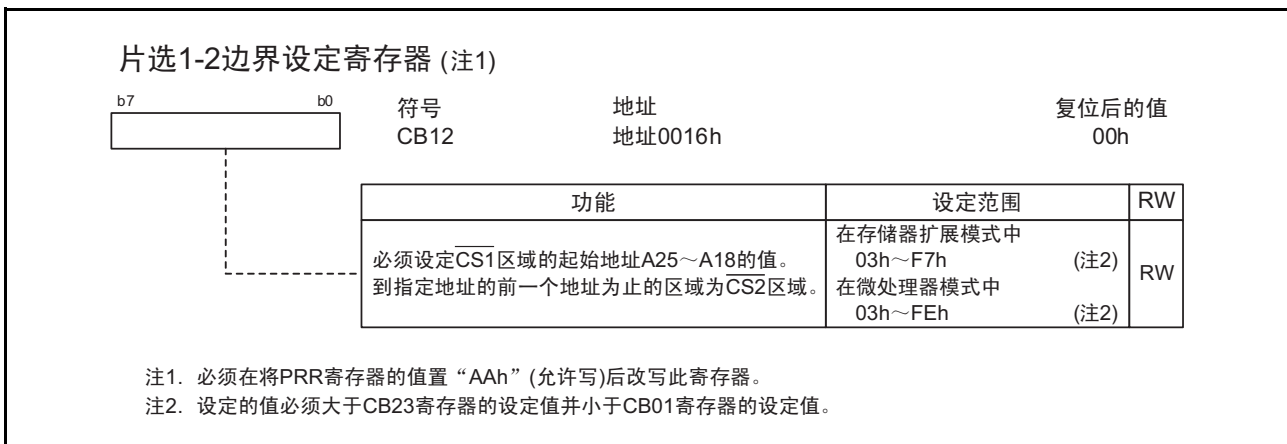 片选1-2边界设定寄存器 (注1)
b7 b0 符号 地址 复位后的值
CB12 地址0016h 00h
功能 设定范围 RW
必须设定CS1区域的起始地址A25～A18的值。
到指定地址的前一个地址为止的区域为CS2区域。
在存储器扩展模式中
03h～F7h (注2)
在微处理器模式中
03h～FEh (注2)
RW
注1. 必须在将PRR寄存器的值置“AAh”(允许写)后改写此寄存器。
注2. 设定的值必须大于CB23寄存器的设定值并小于CB01寄存器的设定值。